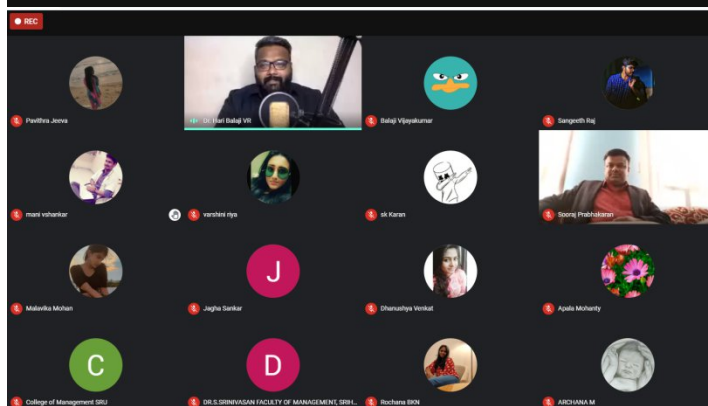 REC
Pavithra Jeeva
Dr. Hari Balaji VR
Balaji Vijayakumar
Sangeeth Raj
mani vshankar
varshini riya
sk Karan
Sooraj Prabhakaran
J
Malavika Mohan
Jagha Sankar
Dhanushya Venkat
Apala Mohanty
C
D
College of Management SRU
DR.S.SRINIVASAN FACULTY OF MANAGEMENT, SRIH...
Rochana BKN
ARCHANA M